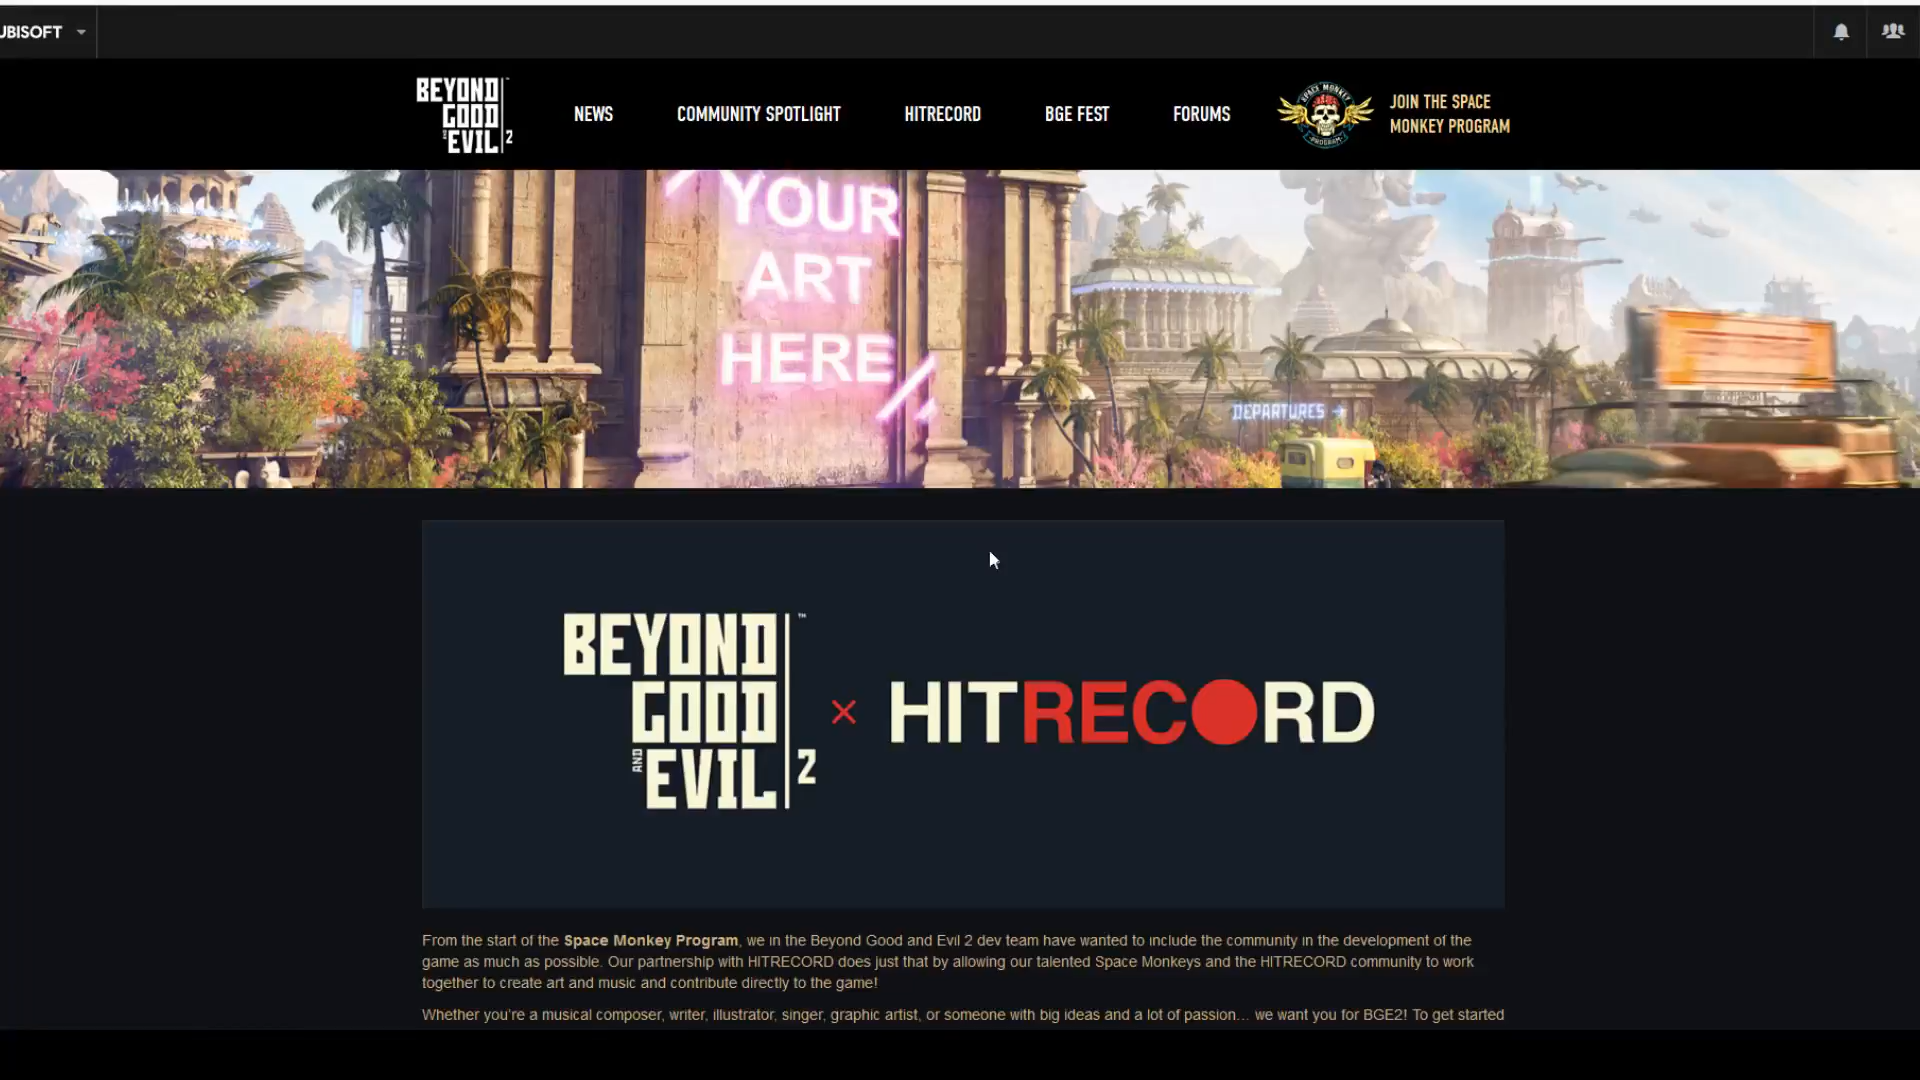 UBISOFT
BEYOND
GOOD
AND
EVIL 2
NEWS
COMMUNITY SPOTLIGHT
HITRECORD
BGE FEST
FORUMS
SPACE MONKEY
PROGRAM
JOIN THE SPACE
MONKEY PROGRAM
YOUR
ART
HERE
DEPARTURES →
BEYOND ™
GOOD
AND
EVIL 2
× HITRECORD
From the start of the Space Monkey Program, we in the Beyond Good and Evil 2 dev team have wanted to include the community in the development of the
game as much as possible. Our partnership with HITRECORD does just that by allowing our talented Space Monkeys and the HITRECORD community to work
together to create art and music and contribute directly to the game!
Whether you're a musical composer, writer, illustrator, singer, graphic artist, or someone with big ideas and a lot of passion... we want you for BGE2! To get started